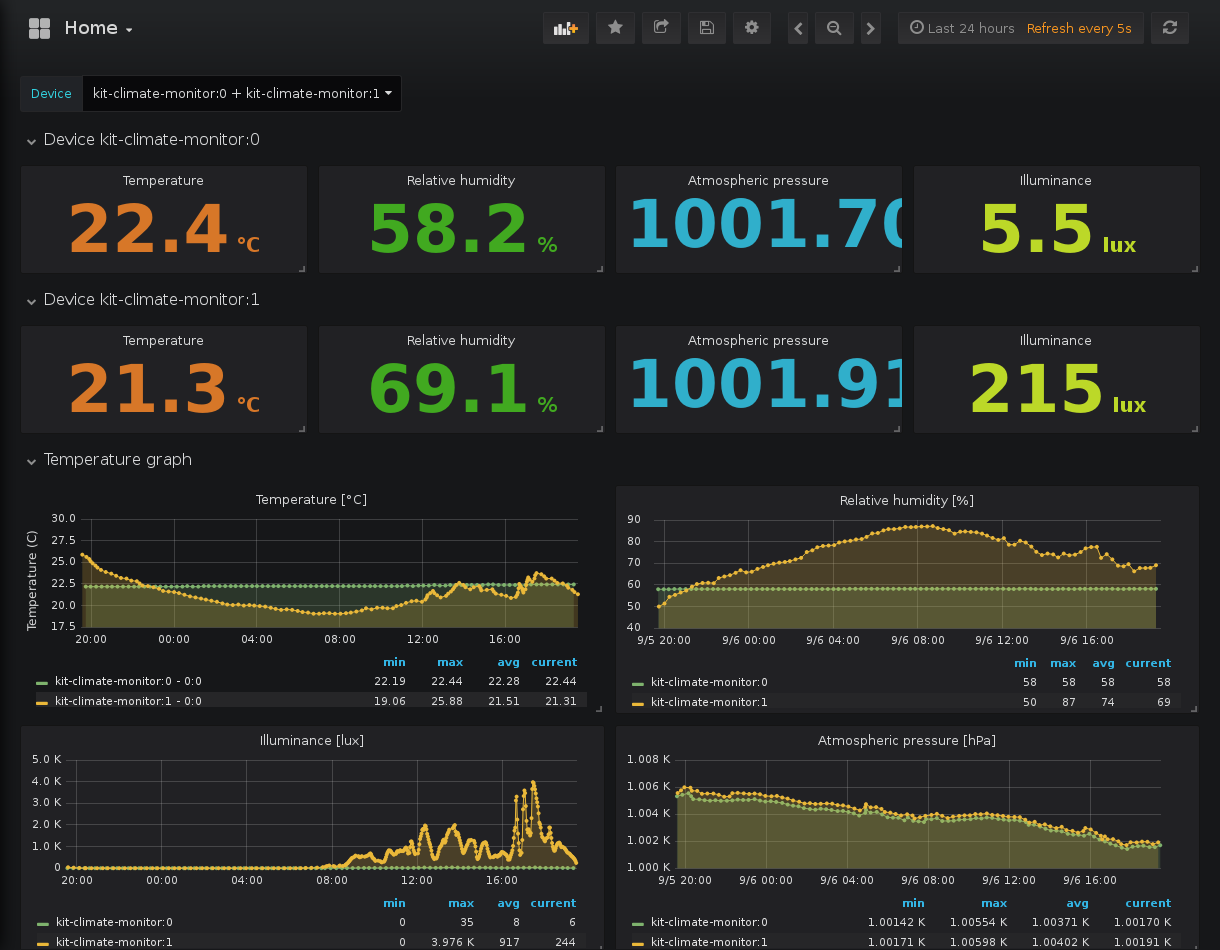 Home
Last 24 hours Refresh every 5s
Device kit-climate-monitor:0 + kit-climate-monitor:1
Device kit-climate-monitor:0
Temperature Relative humidity Atmospheric pressure Illuminance
22.4 °C 58.2 % 1001.70 5.5 lux
Device kit-climate-monitor:1
Temperature Relative humidity Atmospheric pressure Illuminance
21.3 °C 69.1 % 1001.91 215 lux
Temperature graph
Temperature [°C]
Temperature (C)
30.0
27.5
25.0
22.5
20.0
17.5
20:00 00:00 04:00 08:00 12:00 16:00
min max avg current
kit-climate-monitor:0 - 0:0 22.19 22.44 22.28 22.44
kit-climate-monitor:1 - 0:0 19.06 25.88 21.51 21.31
Relative humidity [%]
90
80
70
60
50
40
9/5 20:00 9/6 00:00 9/6 04:00 9/6 08:00 9/6 12:00 9/6 16:00
min max avg current
kit-climate-monitor:0 58 58 58 58
kit-climate-monitor:1 50 87 74 69
Illuminance [lux]
5.0 K
4.0 K
3.0 K
2.0 K
1.0 K
0
20:00 00:00 04:00 08:00 12:00 16:00
min max avg current
kit-climate-monitor:0 0 35 8 6
kit-climate-monitor:1 0 3.976 K 917 244
Atmospheric pressure [hPa]
1.008 K
1.006 K
1.004 K
1.002 K
1.000 K
9/5 20:00 9/6 00:00 9/6 04:00 9/6 08:00 9/6 12:00 9/6 16:00
min max avg current
kit-climate-monitor:0 1.00142 K 1.00554 K 1.00371 K 1.00170 K
kit-climate-monitor:1 1.00171 K 1.00598 K 1.00402 K 1.00191 K